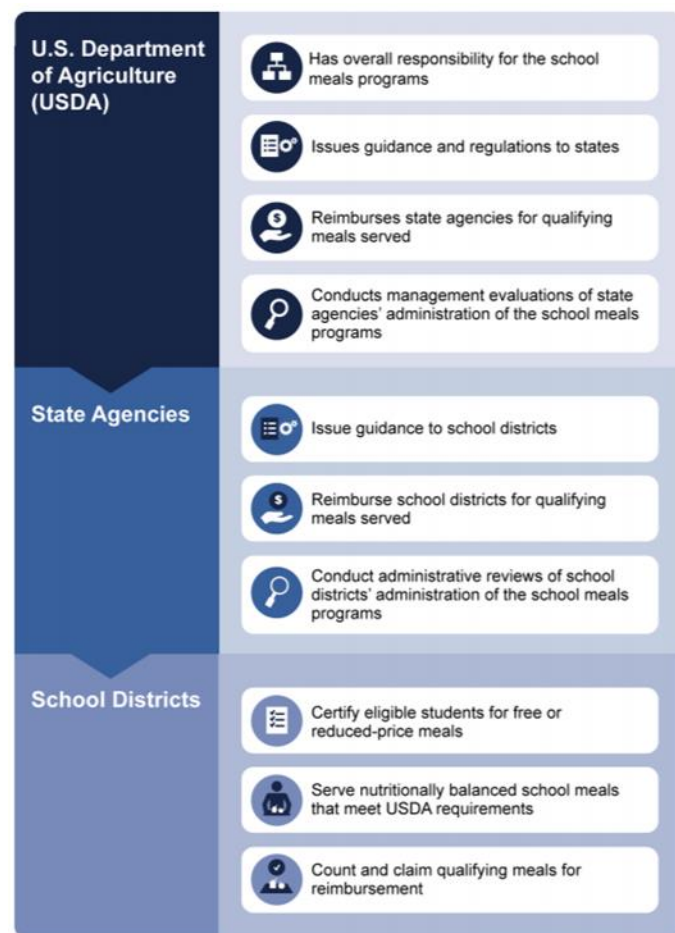 U.S. Department
of Agriculture
(USDA)
Has overall responsibility for the school
meals programs
Issues guidance and regulations to states
Reimburses state agencies for qualifying
meals served
Conducts management evaluations of state
agencies’ administration of the school meals
programs
State Agencies
Issue guidance to school districts
Reimburse school districts for qualifying
meals served
Conduct administrative reviews of school
districts’ administration of the school meals
programs
School Districts
Certify eligible students for free or
reduced-price meals
Serve nutritionally balanced school meals
that meet USDA requirements
Count and claim qualifying meals for
reimbursement